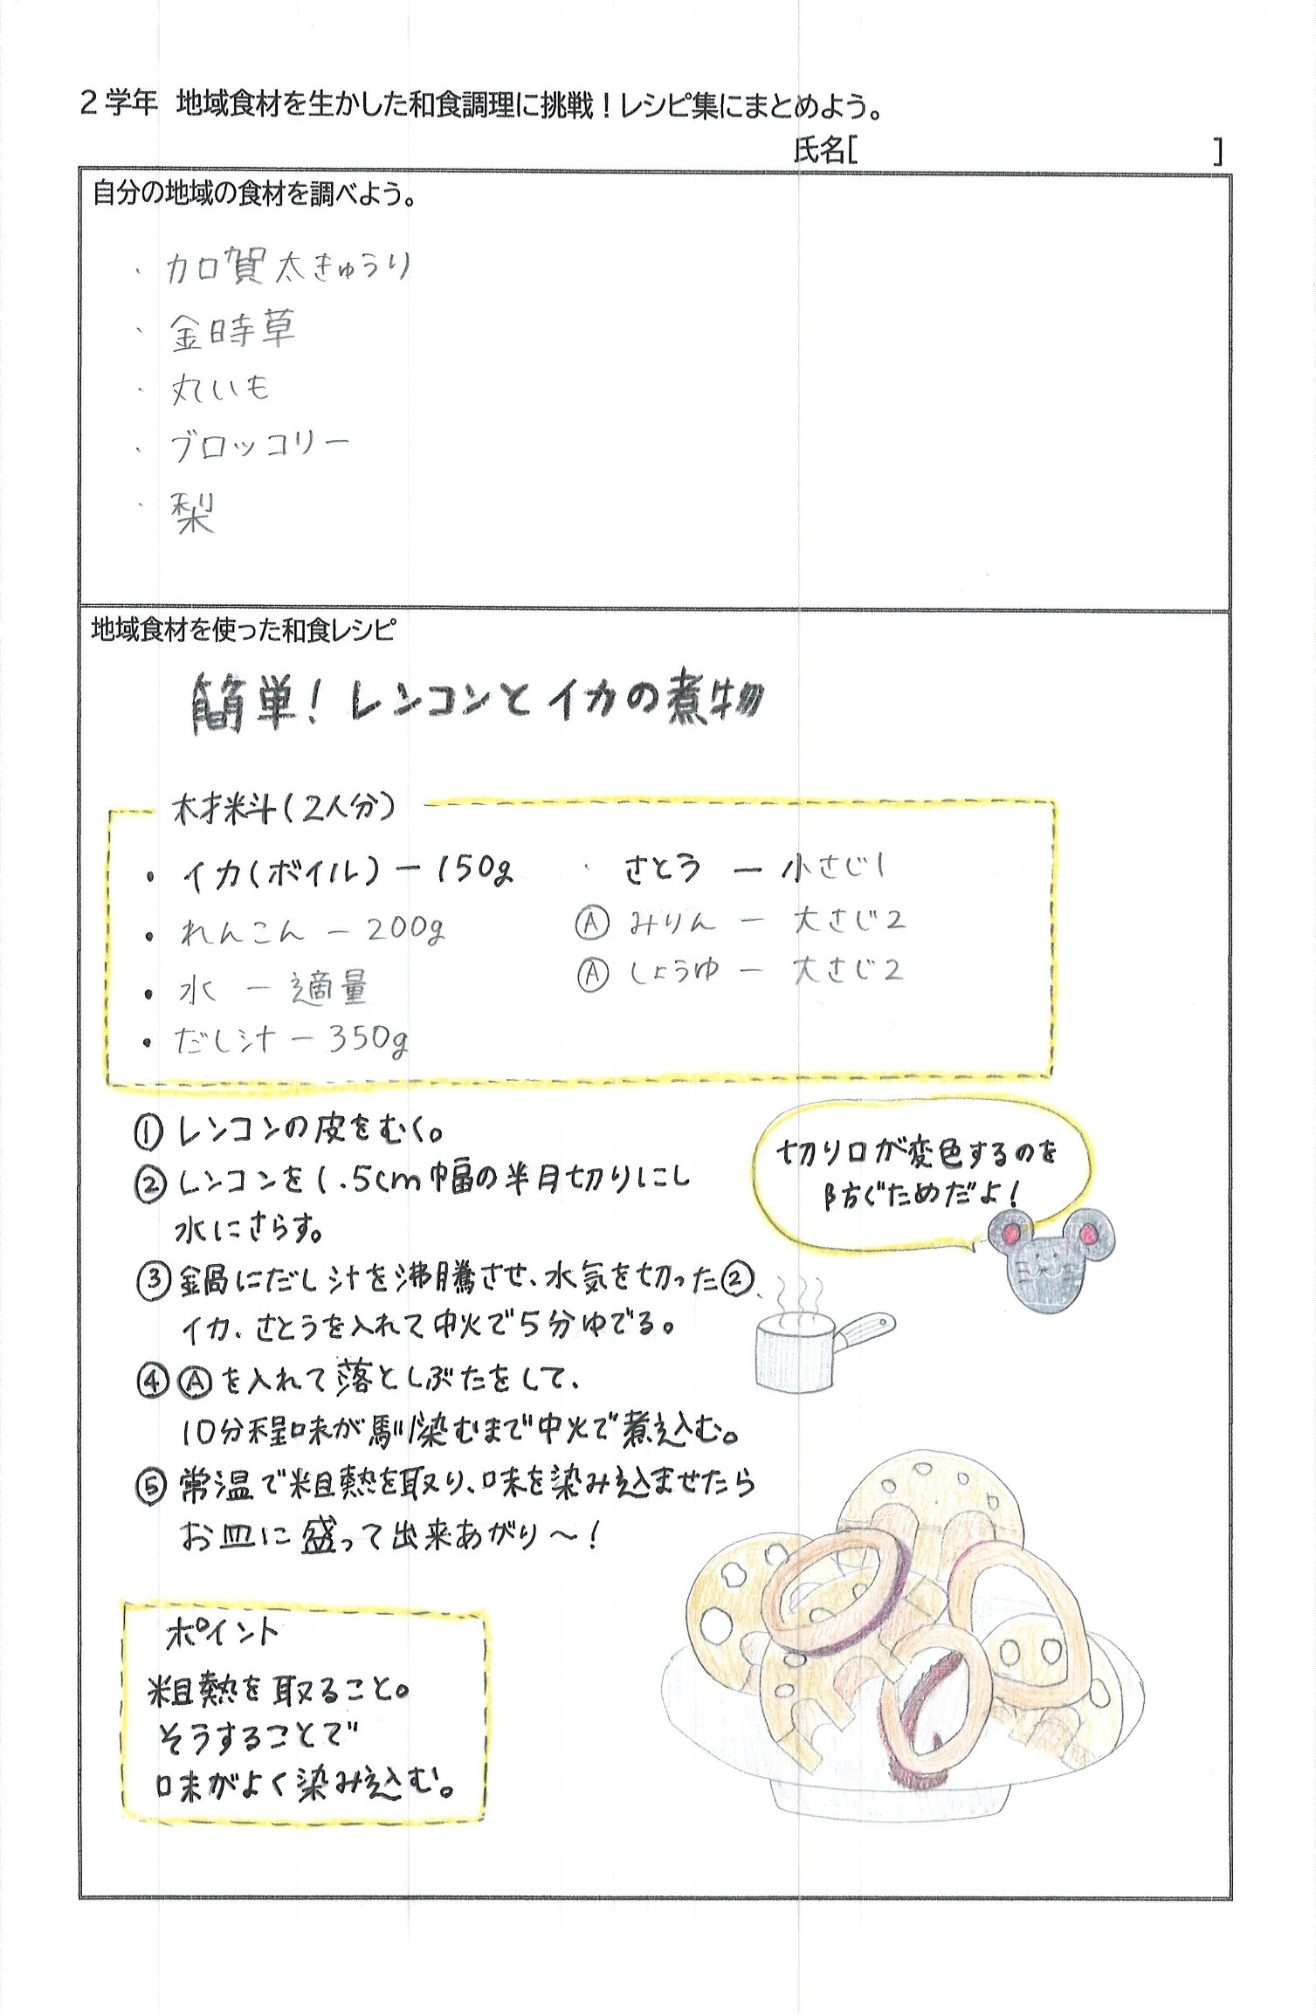 2学年 地域食材を生かした和食調理に挑戦！レシピ集にまとめよう。
氏名[ ]
自分の地域の食材を調べよう。
・加賀太きゅうり
・金時草
・丸いも
・ブロッコリー
・梨
地域食材を使った和食レシピ
簡単！レンコンとイカの煮物
材料(2人分)
・イカ(ボイル)ー150g
・れんこんー200g
・水ー適量
・だし汁ー350g
・さとうー小さじ1
Ⓐみりんー大さじ2
Ⓐしょうゆー大さじ2
①レンコンの皮をむく。
②レンコンを1.5cm幅の半月切りにし
水にさらす。
切り口が変色するのを
防ぐためだよ！
③鍋にだし汁を沸騰させ、水気を切った②、
イカ、さとうを入れて中火で5分ゆでる。
④Ⓐを入れて落としぶたをして、
10分程味が馴染むまで中火で煮え込む。
⑤常温で粗熱を取り、味を染み込ませたら
お皿に盛って出来あがり〜！
ポイント
粗熱を取ること。
そうすることで
味がよく染み込む。